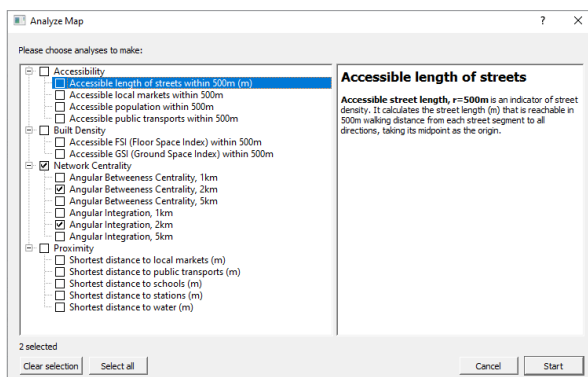 Analyze Map
Please choose analyses to make:
Accessibility
Accessible length of streets within 500m (m)
Accessible local markets within 500m
Accessible population within 500m
Accessible public transports within 500m
Built Density
Accessible FSI (Floor Space Index) within 500m
Accessible GSI (Ground Space Index) within 500m
Network Centrality
Angular Betweeness Centrality, 1km
Angular Betweeness Centrality, 2km
Angular Betweeness Centrality, 5km
Angular Integration, 1km
Angular Integration, 2km
Angular Integration, 5km
Proximity
Shortest distance to local markets (m)
Shortest distance to public transports (m)
Shortest distance to schools (m)
Shortest distance to stations (m)
Shortest distance to water (m)
Accessible length of streets
Accessible street length, r=500m is an indicator of street
density. It calculates the street length (m) that is reachable in
500m walking distance from each street segment to all
directions, taking its midpoint as the origin.
2 selected
Clear selection
Select all
Cancel
Start